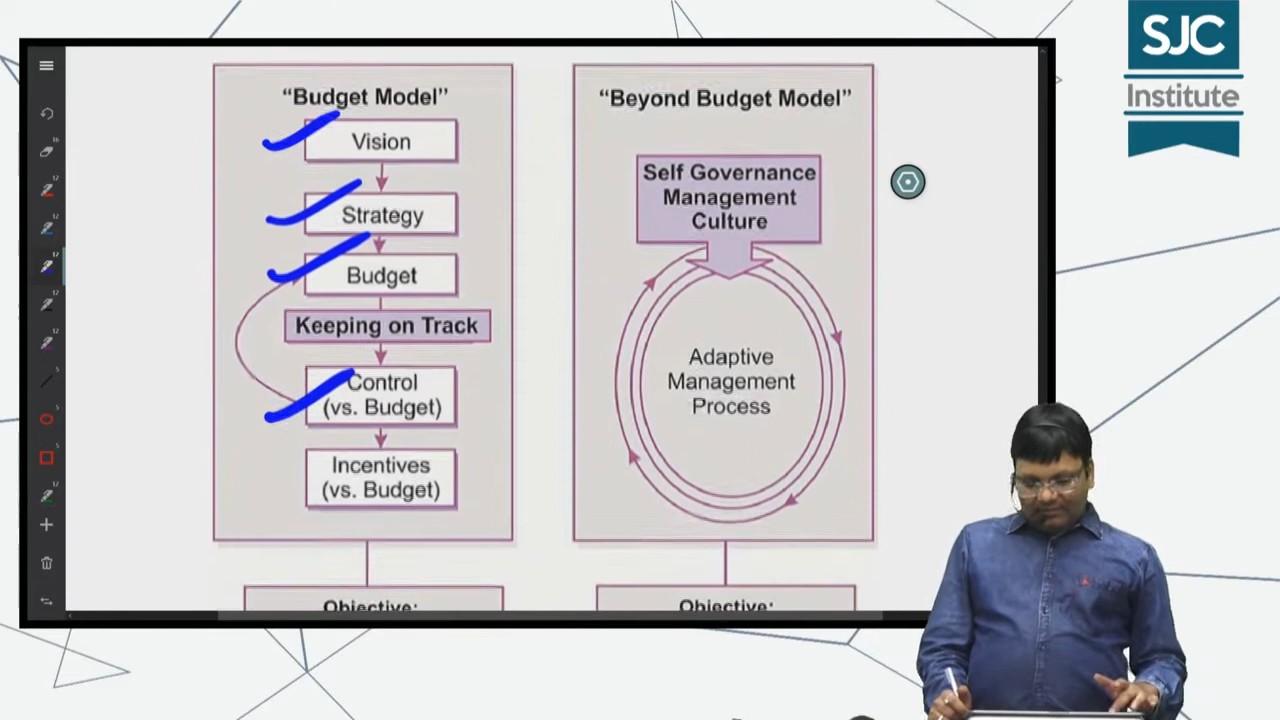 SJC
Institute
“Budget Model”
Vision
Strategy
Budget
Keeping on Track
Control
(vs. Budget)
Incentives
(vs. Budget)
“Beyond Budget Model”
Self Governance
Management
Culture
Adaptive
Management
Process
Objective:
Objective: